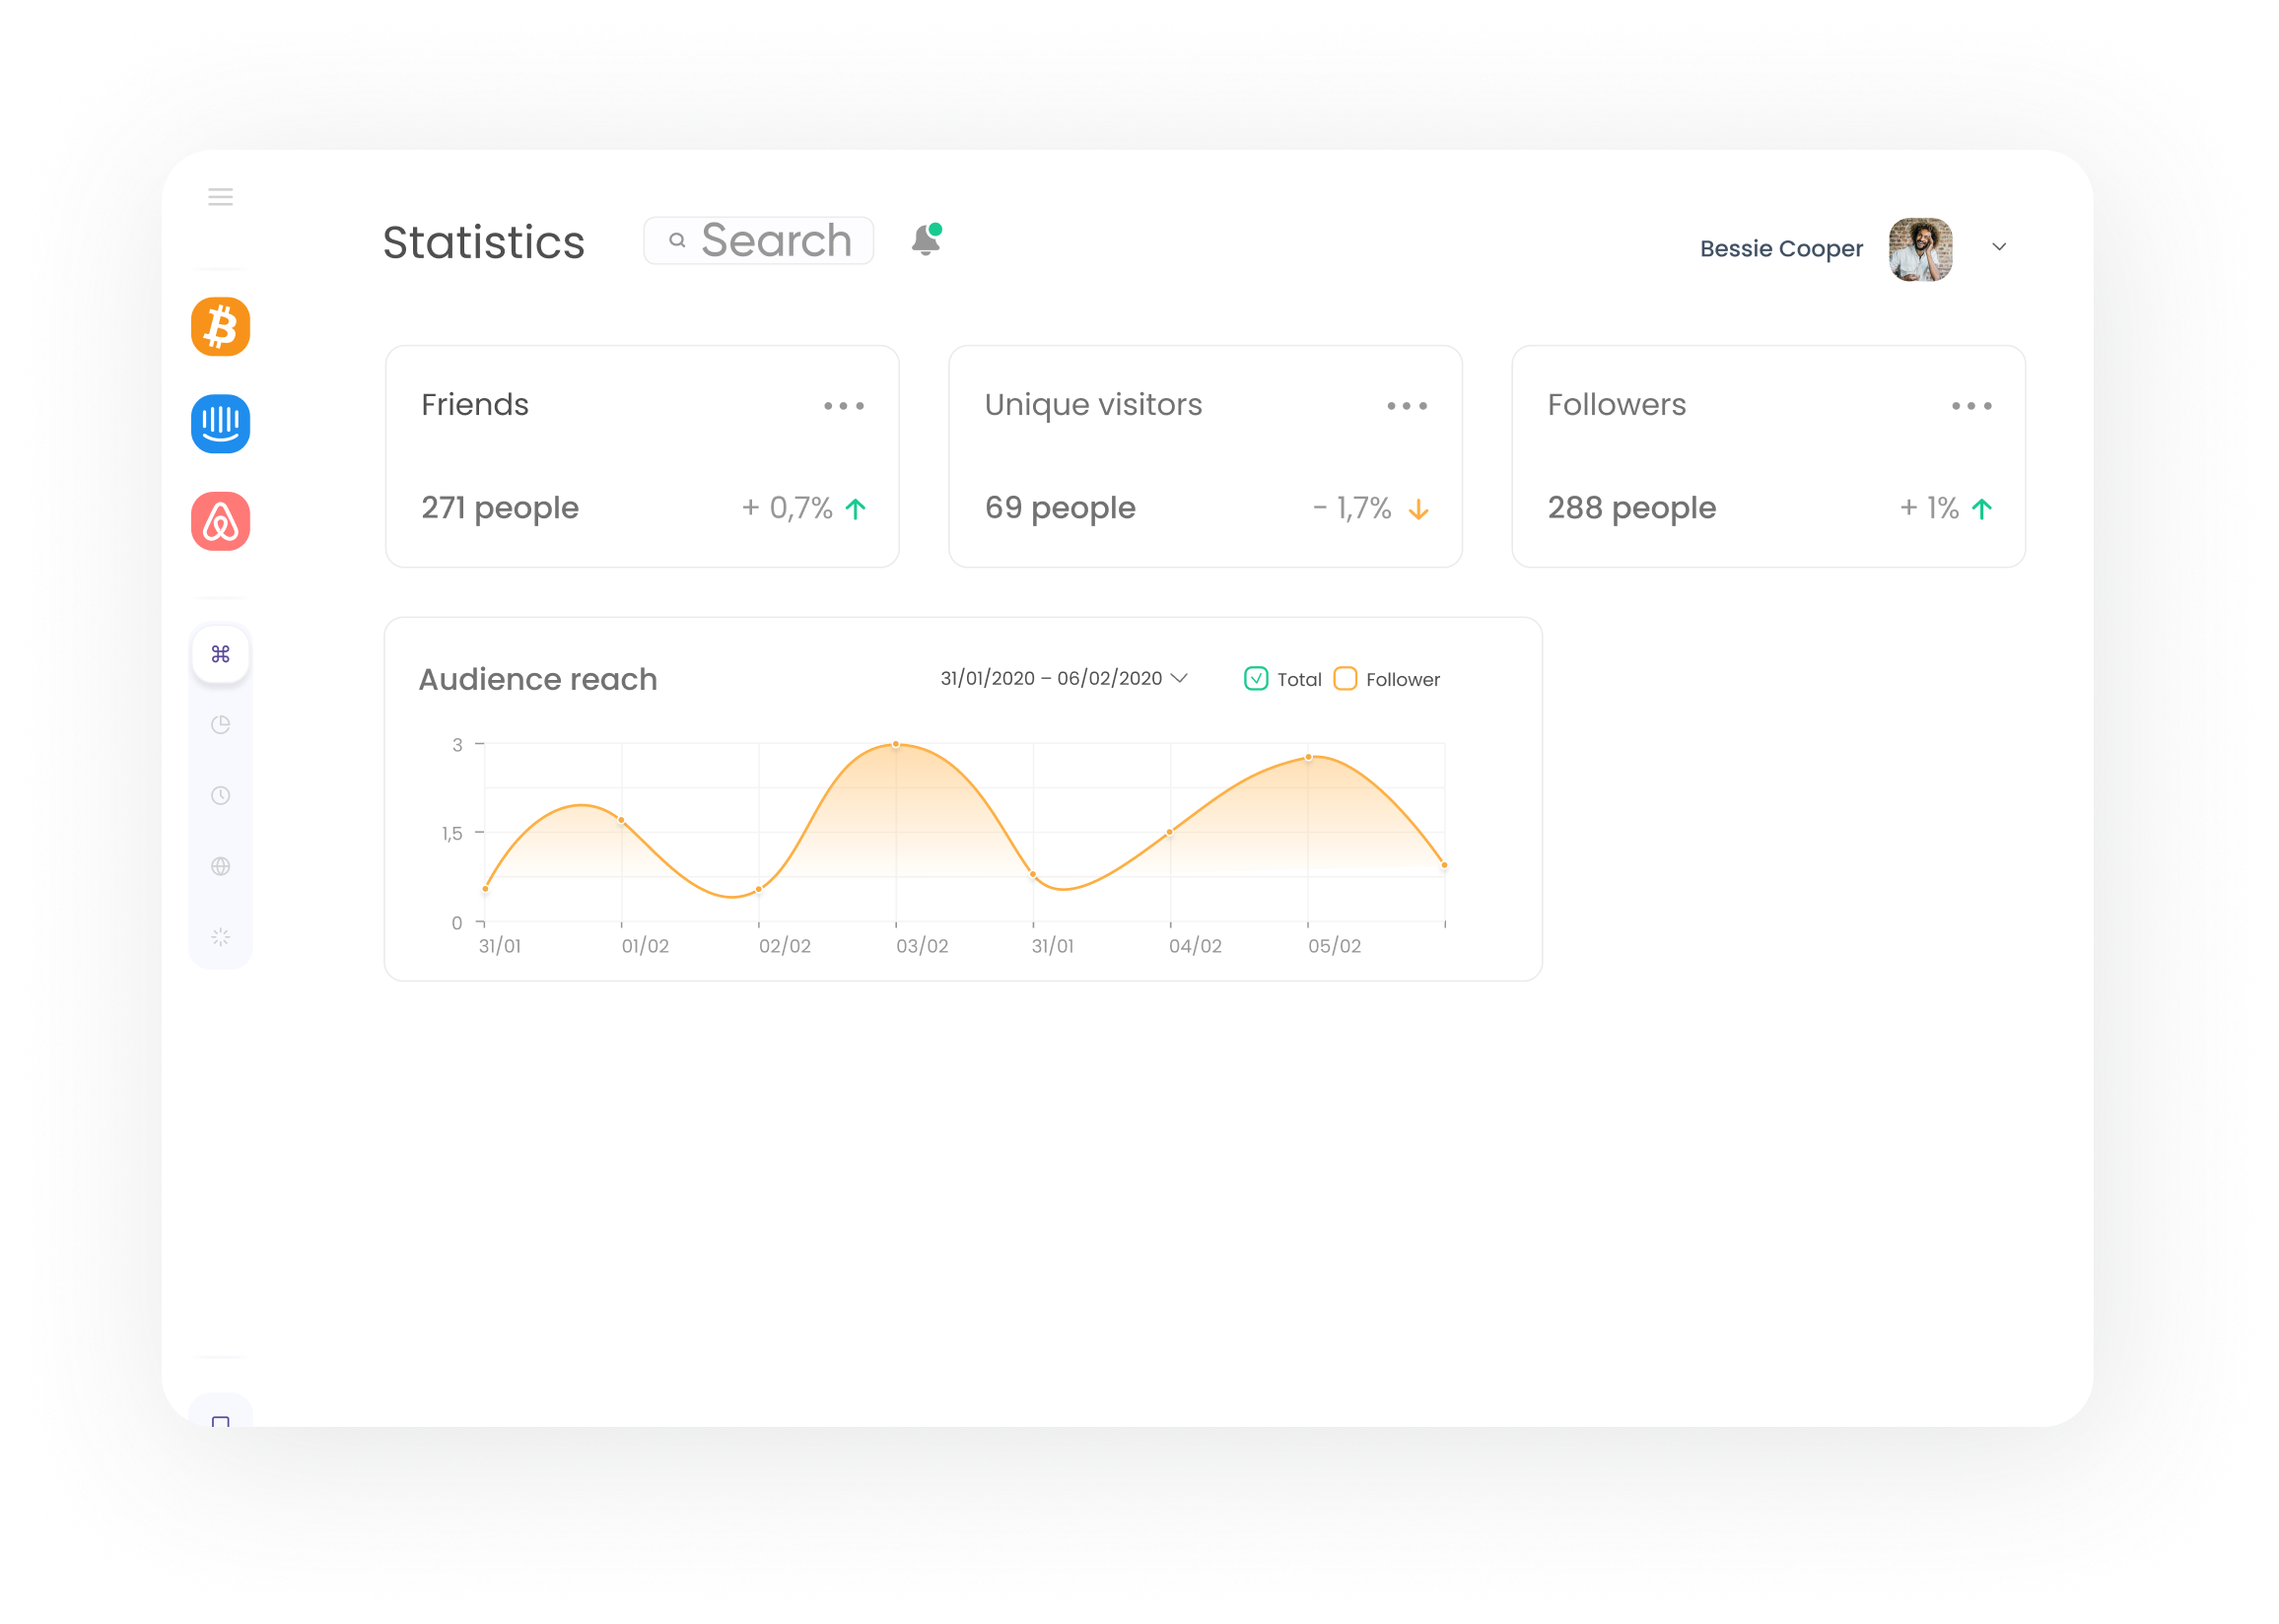 Statistics
Search
Bessie Cooper
Friends
271 people
+ 0,7%
Unique visitors
69 people
- 1,7%
Followers
288 people
+ 1%
Audience reach
31/01/2020 – 06/02/2020
Total
Follower
3
1,5
0
31/01
01/02
02/02
03/02
31/01
04/02
05/02